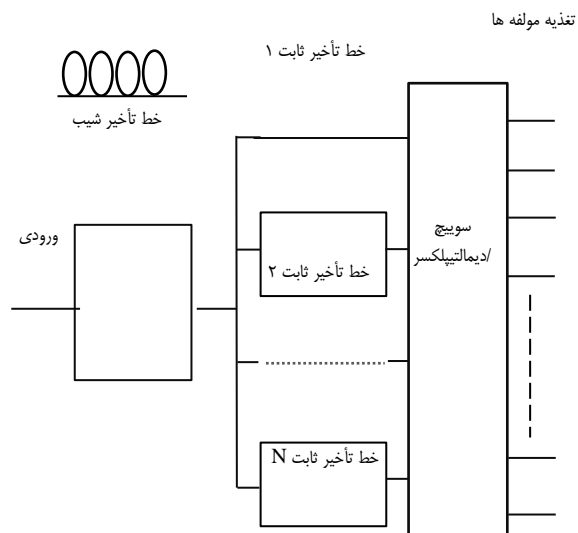 تغذیه مولفه ها
خط تأخیر ثابت ۱
خط تأخیر شیب
ورودی
سوییچ
/دیمالتیپلکسر
خط تأخیر ثابت ۲
خط تأخیر ثابت N